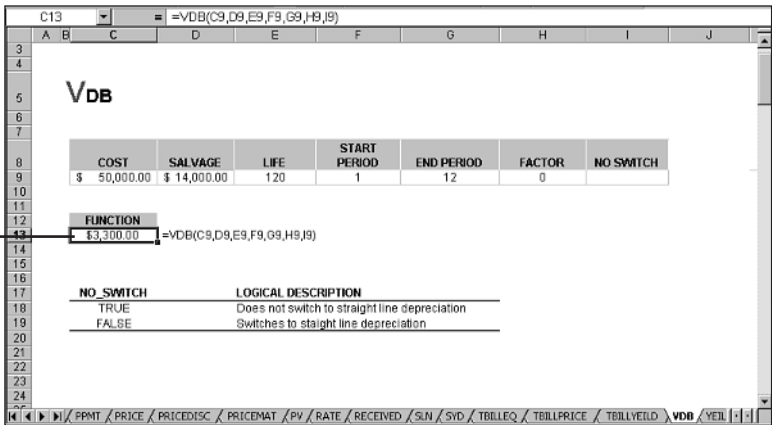 C13 = =VDB(C9,D9,E9,F9,G9,H9,I9)
A B C D E F G H I J
3
4
5 VDB
6
7
START
8 COST SALVAGE LIFE PERIOD END PERIOD FACTOR NO SWITCH
9 $ 50,000.00 $ 14,000.00 120 1 12 0
10
11
12 FUNCTION
13 $3,300.00 =VDB(C9,D9,E9,F9,G9,H9,I9)
14
15
16
17 NO_SWITCH LOGICAL DESCRIPTION
18 TRUE Does not switch to straight line depreciation
19 FALSE Switches to staight line depreciation
20
21
22
23
24
PPMT PRICE PRICEDISC PRICEMAT PV RATE RECEIVED SLN SYD TBILLEQ TBILLPRICE TBILLYEILD VDB YEIL